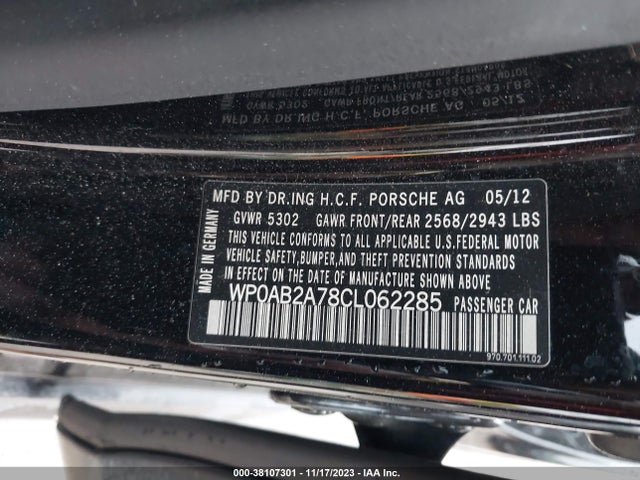 MFD BY DR.ING H.C.F. PORSCHE AG 05/12
GVWR 5302 GAWR FRONT/REAR 2568/2943 LBS
THIS VEHICLE CONFORMS TO ALL APPLICABLE U.S.FEDERAL MOTOR
VEHICLE SAFETY,BUMPER,AND THEFT PREVENTION STANDARDS
IN EFFECT ON THE DATE OF MANUFACTURE SHOWN ABOVE
WP0AB2A78CL062285 PASSENGER CAR
MADE IN GERMANY
970.701.111.02
000-38107301 - 11/17/2023 - IAA Inc.